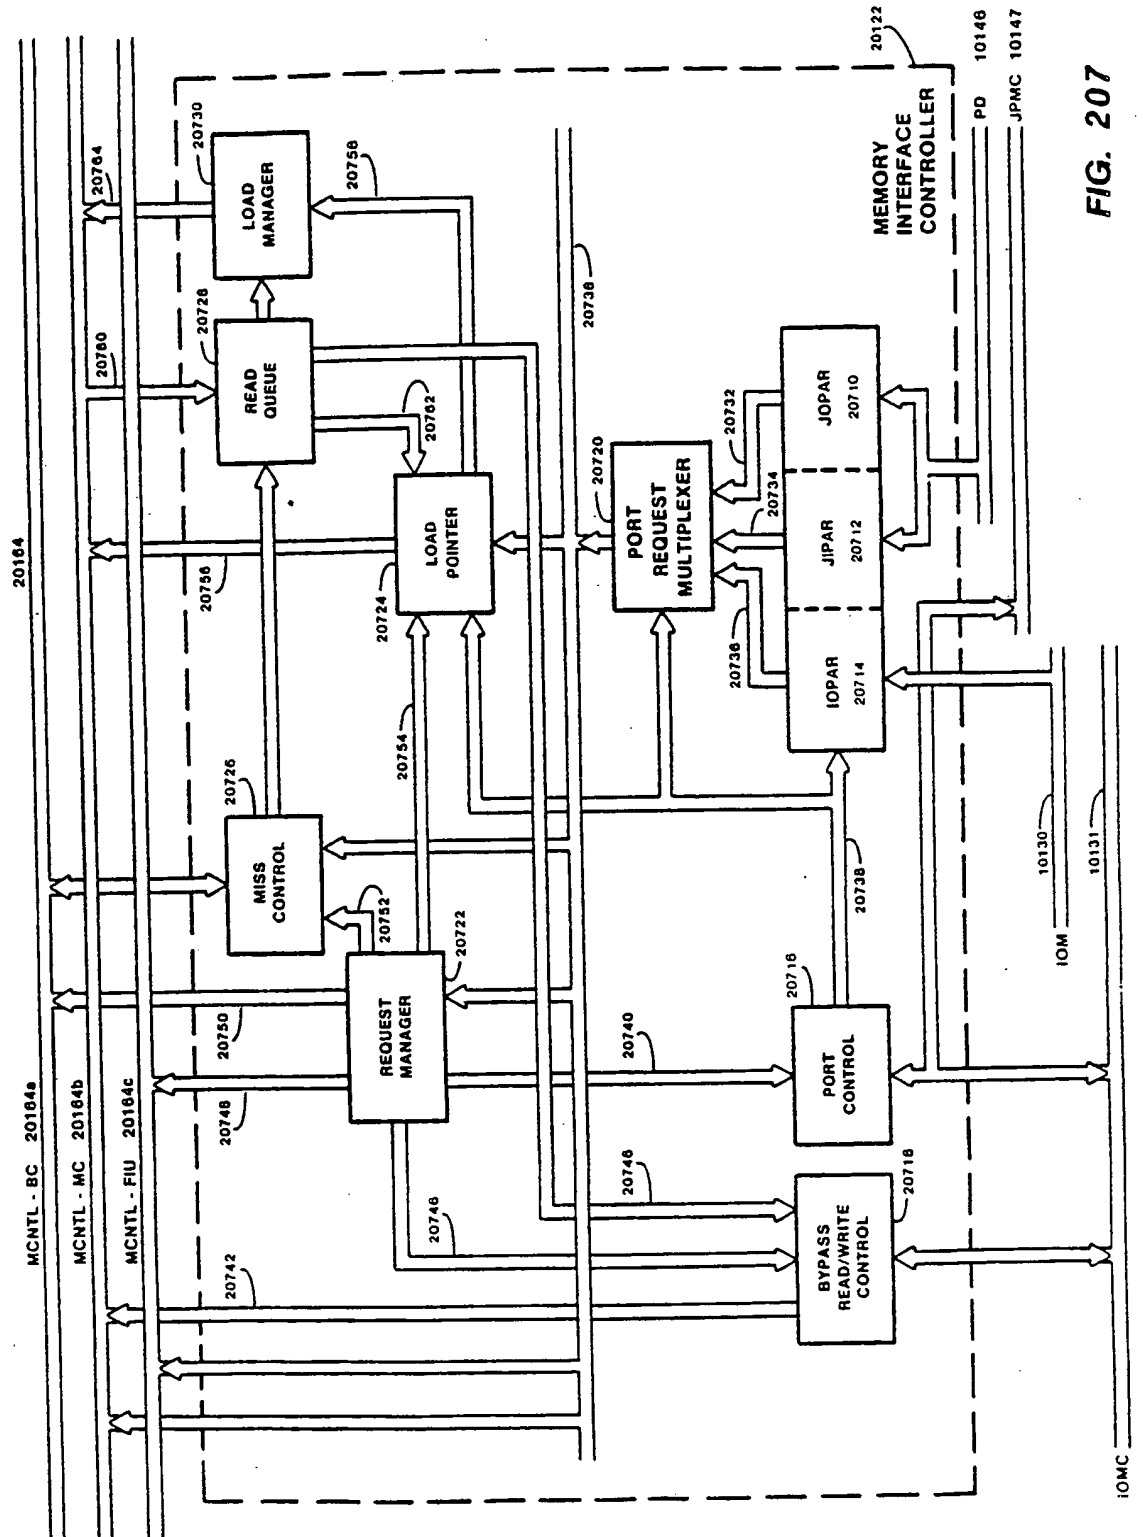 MCNTL - BC 20164a
20164
MCNTL - MC 20164b
MCNTL - FIU 20164c
20764
20760
20730
20728
20756
20726
20750
20748
20742
LOAD
MANAGER
READ
QUEUE
MISS
CONTROL
20758
20762
20724
20754
20752
20722
REQUEST
MANAGER
LOAD
POINTER
20746
20738
20720
PORT
REQUEST
MULTIPLEXER
20740
20746
20732
20734
20736
20716
JOPAR
20710
JIPAR
20712
IOPAR
20714
20738
PORT
CONTROL
BYPASS
READ/WRITE
CONTROL
20718
20122
MEMORY
INTERFACE
CONTROLLER
PD 10146
JPMC 10147
10130
IOM
10131
IOMC
FIG. 207